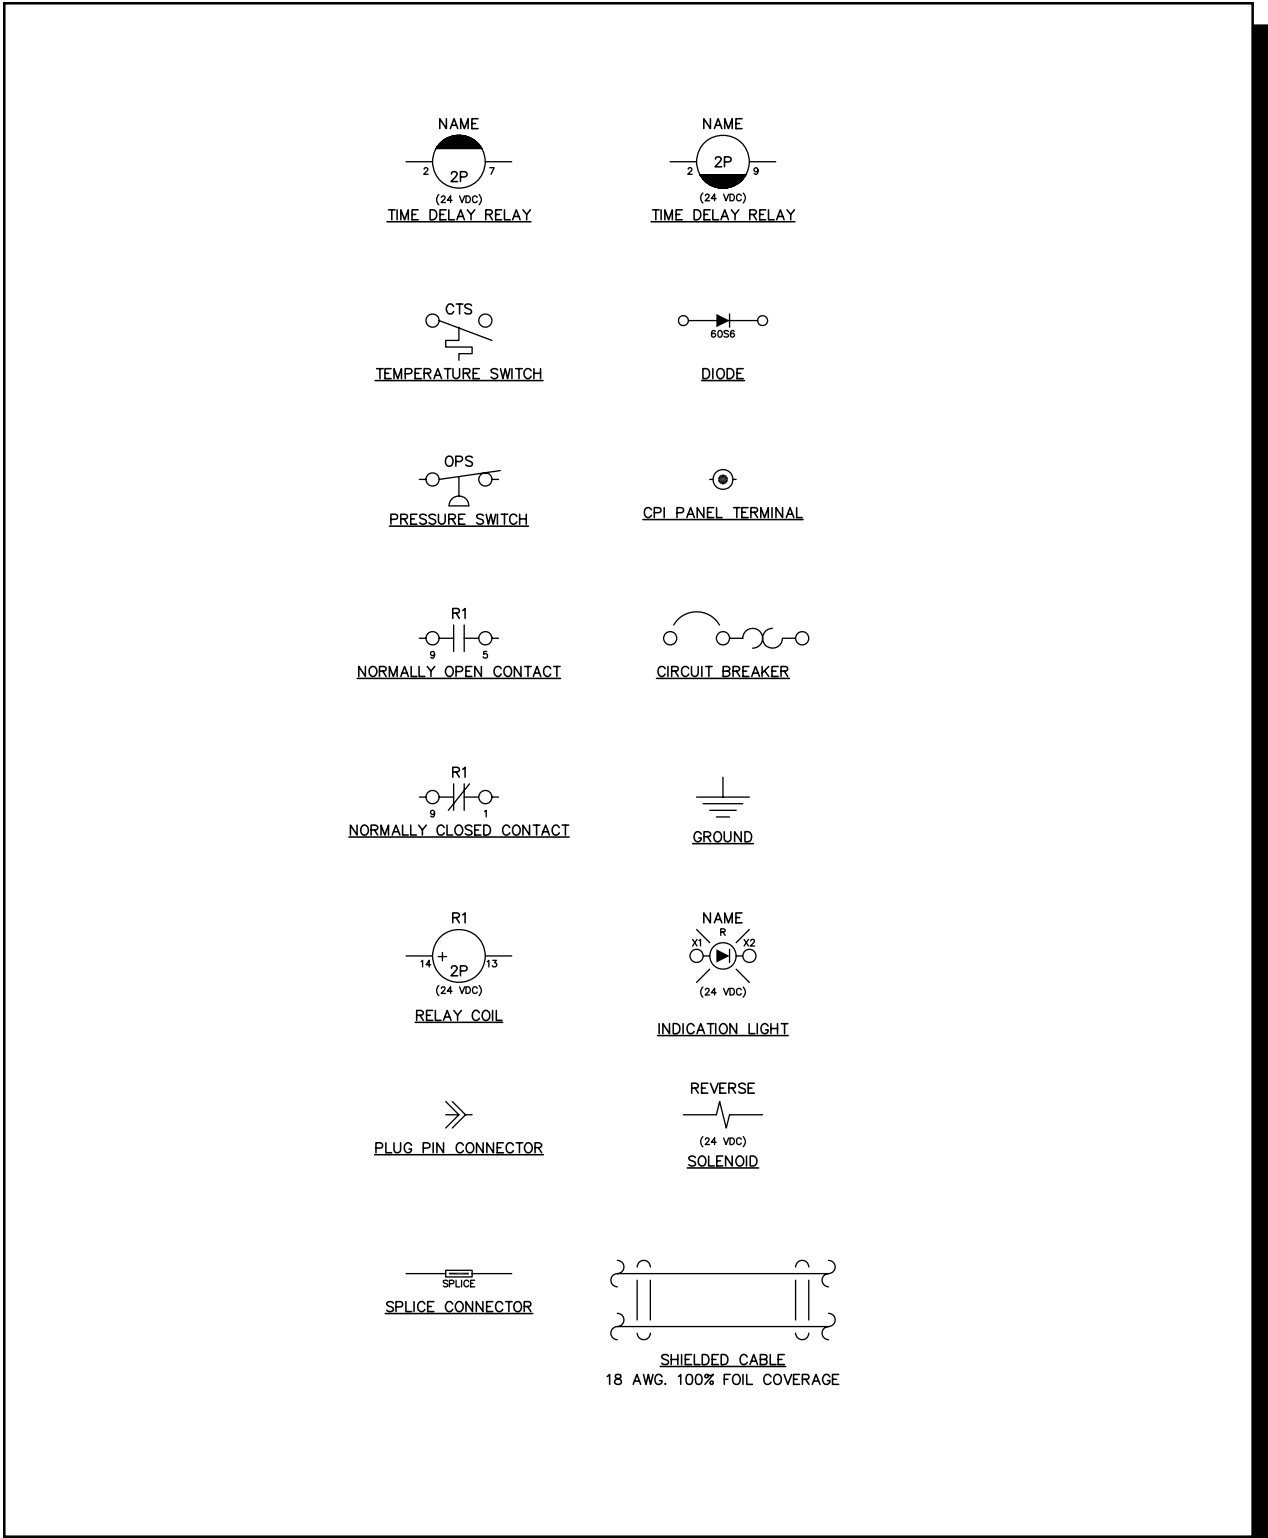 NAME
2P
2 7
(24 VDC)
TIME DELAY RELAY
NAME
2P
2 9
(24 VDC)
TIME DELAY RELAY
CTS
TEMPERATURE SWITCH
60S6
DIODE
OPS
PRESSURE SWITCH
CPI PANEL TERMINAL
R1
9 5
NORMALLY OPEN CONTACT
CIRCUIT BREAKER
R1
9 1
NORMALLY CLOSED CONTACT
GROUND
R1
14 + 13
2P
(24 VDC)
RELAY COIL
NAME
R
X1 X2
(24 VDC)
INDICATION LIGHT
PLUG PIN CONNECTOR
REVERSE
(24 VDC)
SOLENOID
SPLICE
SPLICE CONNECTOR
SHIELDED CABLE
18 AWG. 100% FOIL COVERAGE